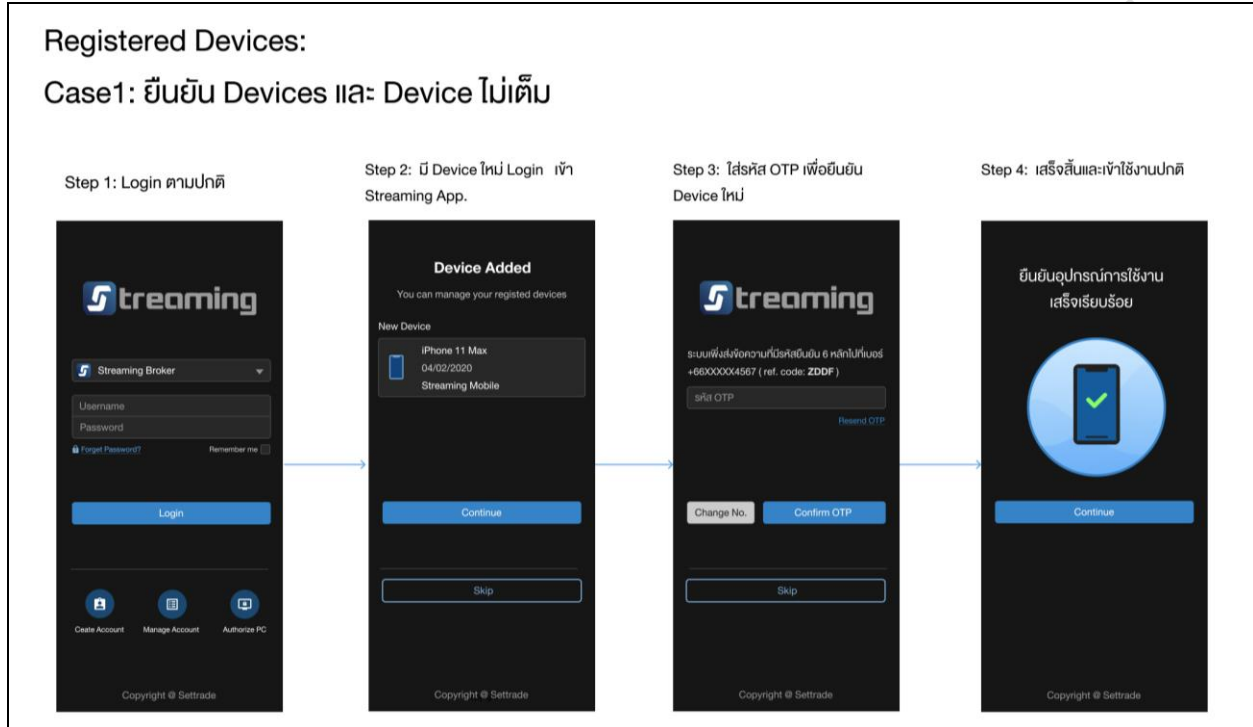 Registered Devices:
Case1: ยืนยัน Devices และ Device ไม่เต็ม
Step 1: Login ตามปกติ
Streaming
Streaming Broker
Username
Password
Forget Password?
Remember me
Login
Ceate Account
Manage Account
Authorize PC
Copyright @ Settrade
Step 2: มี Device ใหม่ Login เข้า
Streaming App.
Device Added
You can manage your registed devices
New Device
iPhone 11 Max
04/02/2020
Streaming Mobile
Continue
Skip
Copyright @ Settrade
Step 3: ใส่รหัส OTP เพื่อยืนยัน
Device ใหม่
Streaming
ระบบเพิ่งส่งข้อความที่มีรหัสยืนยัน 6 หลักไปที่เบอร์
+66XXXXX4567 ( ref. code: ZDDF )
รหัส OTP
Resend OTP
Change No.
Confirm OTP
Skip
Copyright @ Settrade
Step 4: เสร็จสิ้นและเข้าใช้งานปกติ
ยืนยันอุปกรณ์การใช้งาน
เสร็จเรียบร้อย
Continue
Copyright @ Settrade